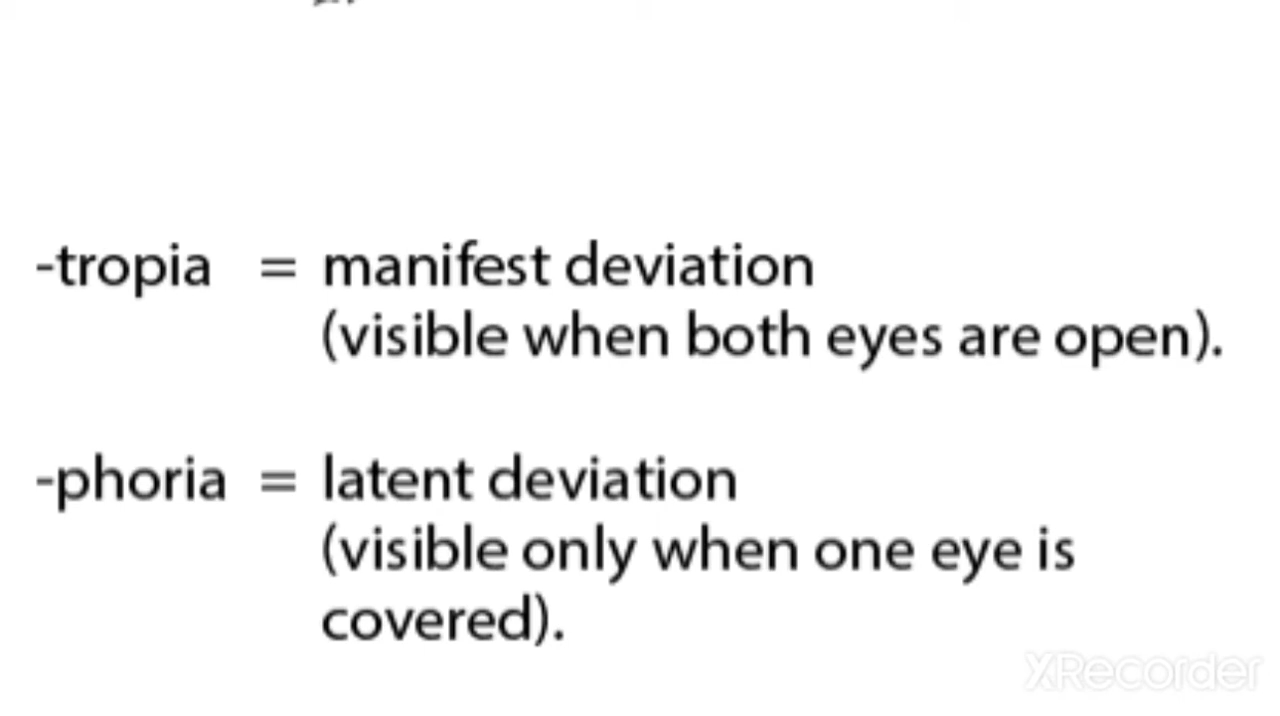 -tropia = manifest deviation
(visible when both eyes are open).
-phoria = latent deviation
(visible only when one eye is
covered).
XRecorder